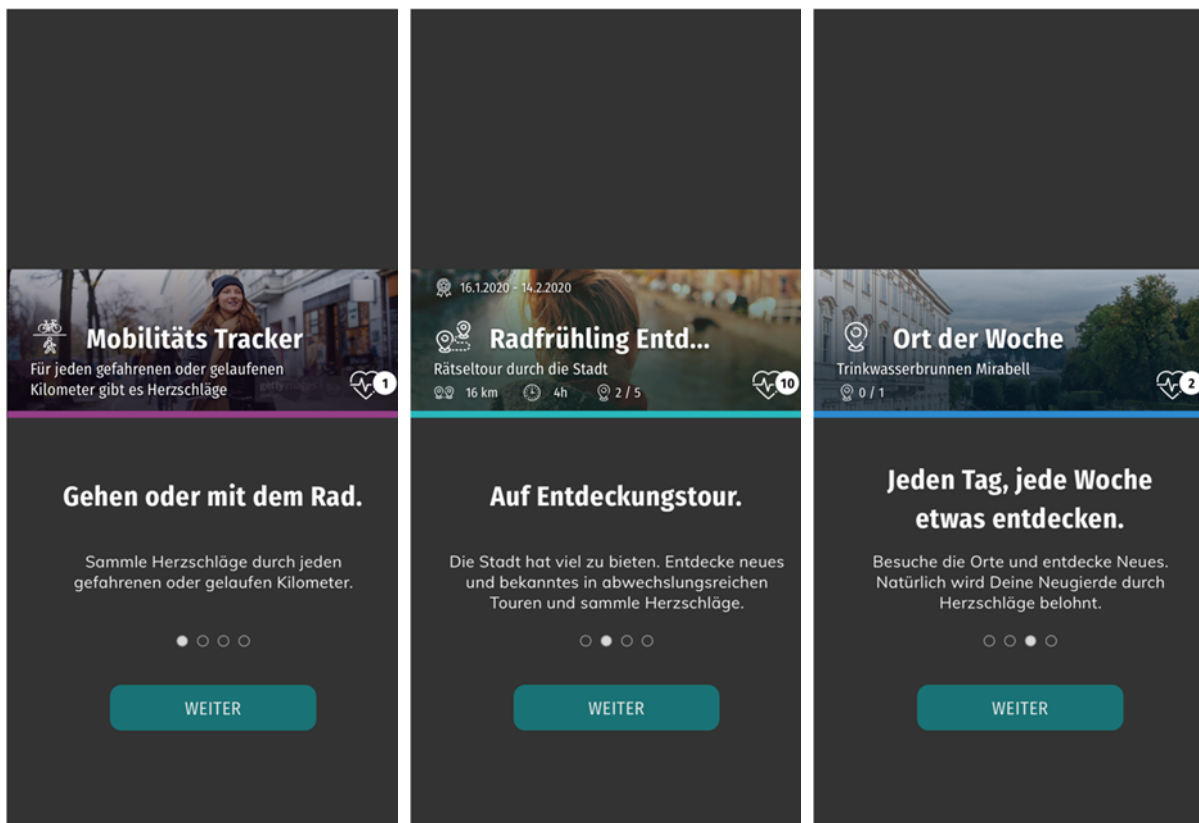 Mobilitäts Tracker
Für jeden gefahrenen oder gelaufenen
Kilometer gibt es Herzschläge
1
Gehen oder mit dem Rad.
Sammle Herzschläge durch jeden
gefahrenen oder gelaufen Kilometer.
WEITER
16.1.2020 - 14.2.2020
Radfrühling Entd...
Rätseltour durch die Stadt
16 km 4h 2 / 5
10
Auf Entdeckungstour.
Die Stadt hat viel zu bieten. Entdecke neues
und bekanntes in abwechslungsreichen
Touren und sammle Herzschläge.
WEITER
Ort der Woche
Trinkwasserbrunnen Mirabell
0 / 1
2
Jeden Tag, jede Woche
etwas entdecken.
Besuche die Orte und entdecke Neues.
Natürlich wird Deine Neugierde durch
Herzschläge belohnt.
WEITER